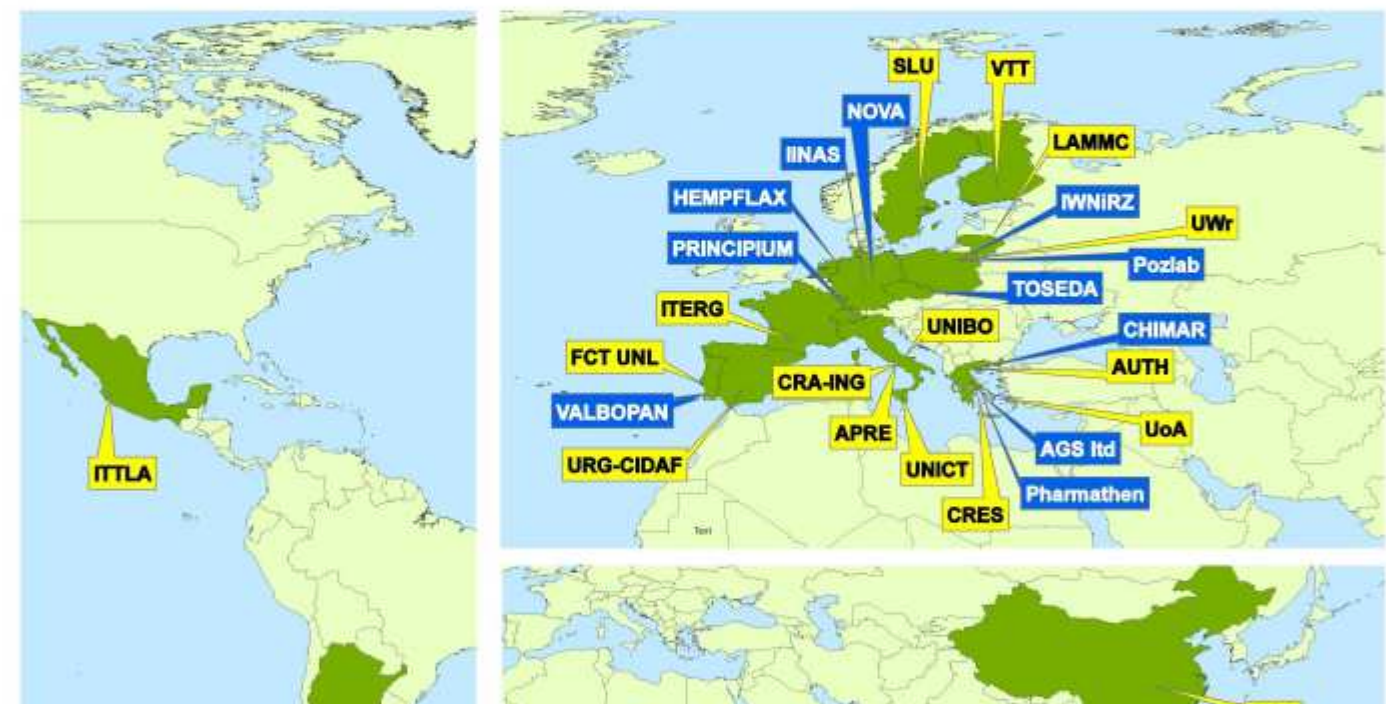 SLU
VTT
NOVA
LAMMC
IINAS
HEMPFLAX
IWNiRZ
UWr
PRINCIPIUM
Pozlab
TOSEDA
ITERG
UNIBO
CHIMAR
FCT UNL
AUTH
CRA-ING
VALBOPAN
APRE
UoA
AGS ltd
URG-CIDAF
UNICT
ITTLA
Pharmathen
CRES